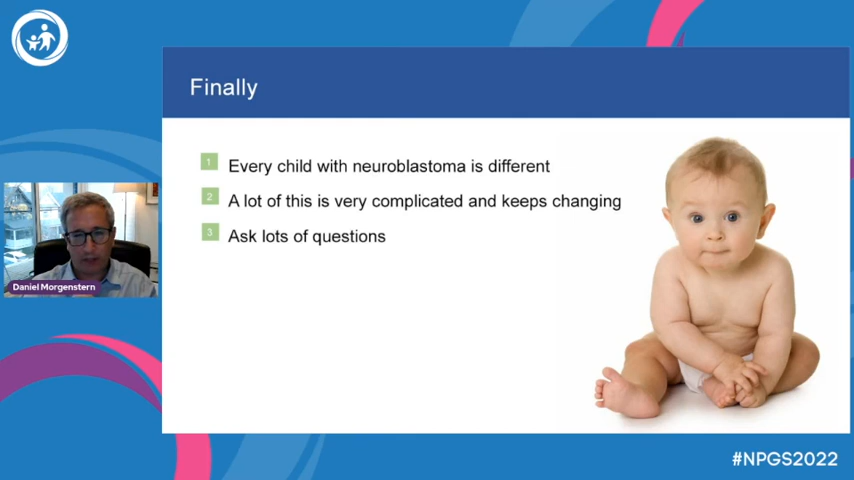 Finally
1 Every child with neuroblastoma is different
2 A lot of this is very complicated and keeps changing
3 Ask lots of questions
Daniel Morgenstern
#NPGS2022